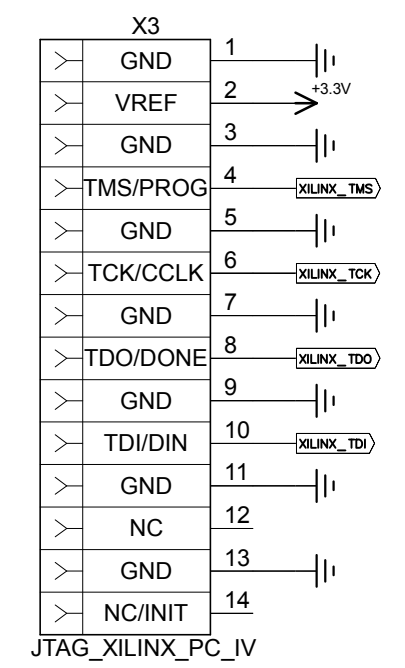 X3
GND 1
VREF 2 +3.3V
GND 3
TMS/PROG 4 XILINX_TMS
GND 5
TCK/CCLK 6 XILINX_TCK
GND 7
TDO/DONE 8 XILINX_TDO
GND 9
TDI/DIN 10 XILINX_TDI
GND 11
NC 12
GND 13
NC/INIT 14
JTAG_XILINX_PC_IV